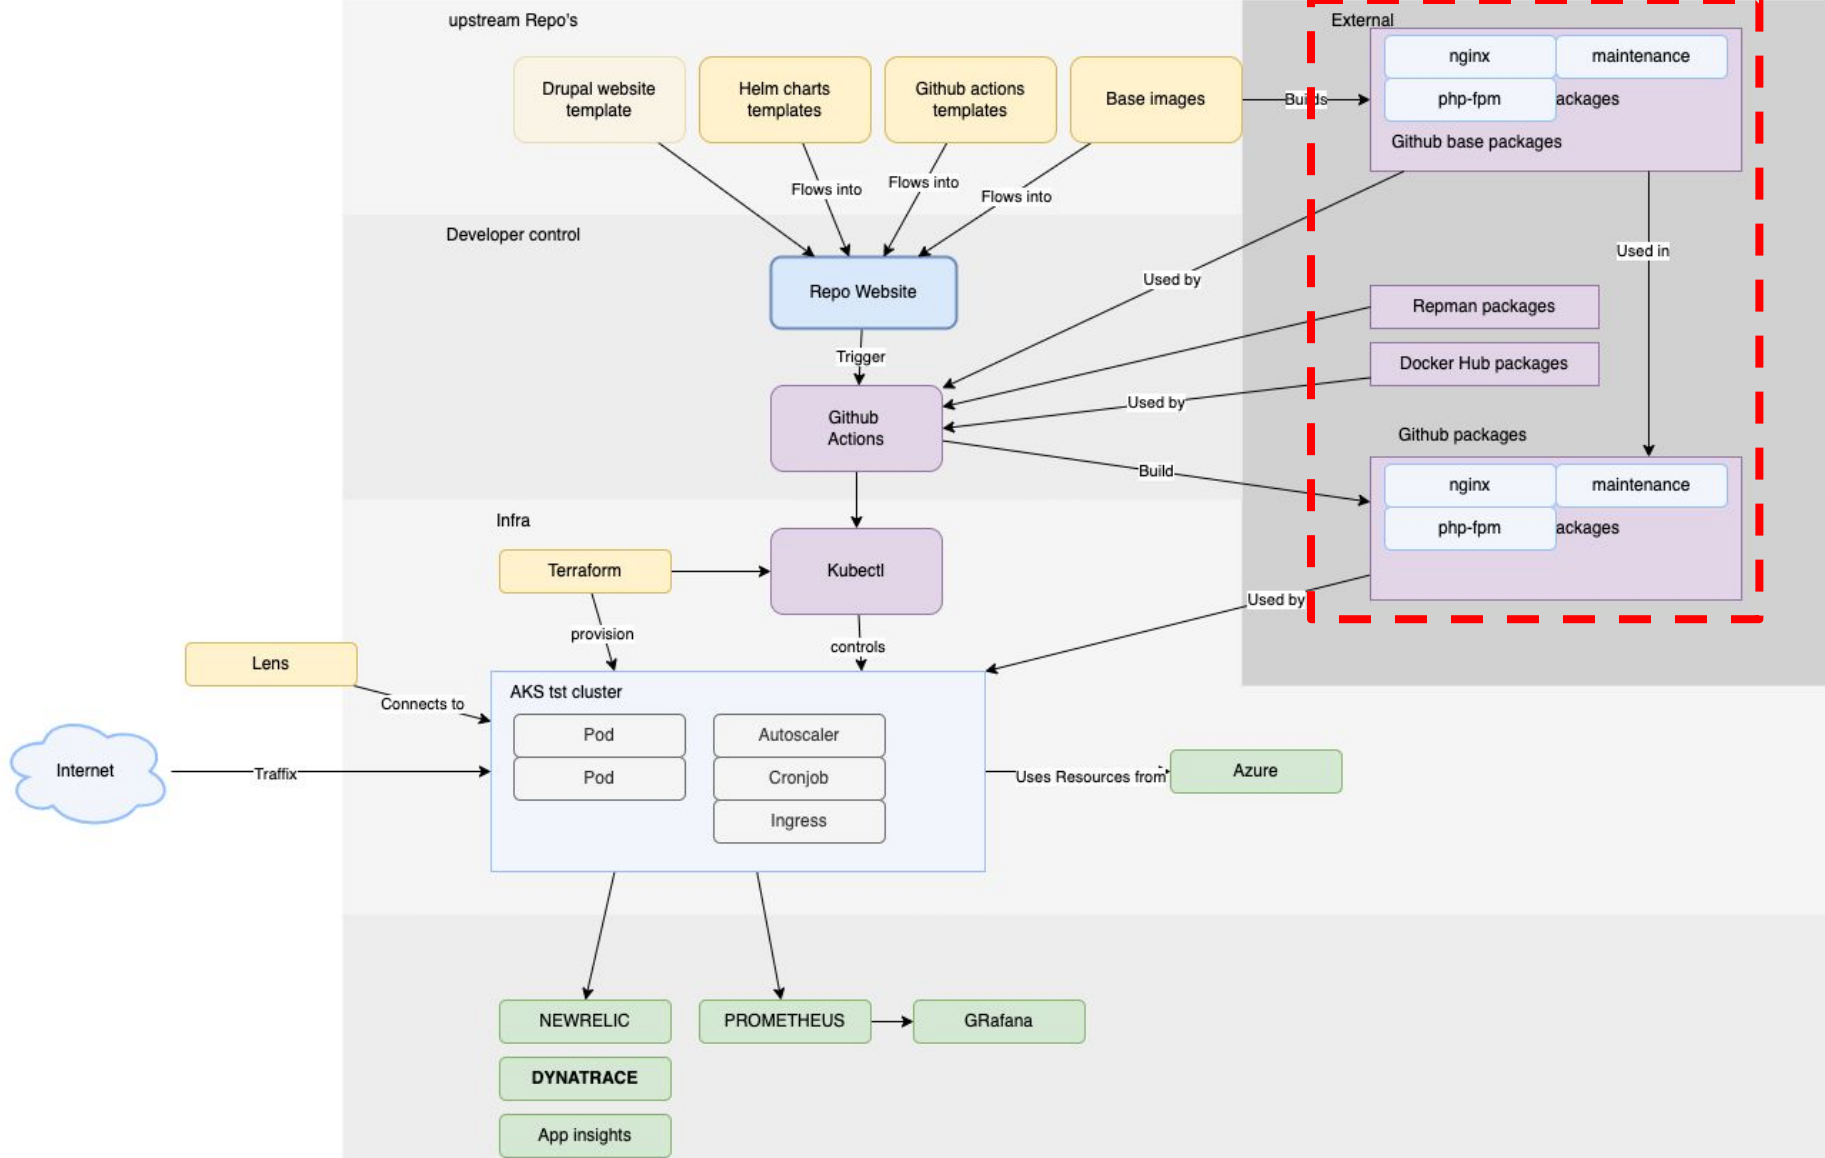 upstream Repo's
External
Drupal website
template
Helm charts
templates
Github actions
templates
Base images
Builds
nginx
maintenance
php-fpm
ackages
Github base packages
Flows into
Flows into
Flows into
Developer control
Repo Website
Used by
Used in
Repman packages
Trigger
Docker Hub packages
Used by
Github
Actions
Github packages
Build
nginx
maintenance
php-fpm
ackages
Infra
Terraform
Kubectl
Used by
provision
controls
Lens
Connects to
AKS tst cluster
Pod
Pod
Autoscaler
Cronjob
Ingress
Internet
Traffix
Uses Resources from
Azure
NEWRELIC
PROMETHEUS
GRafana
DYNATRACE
App insights